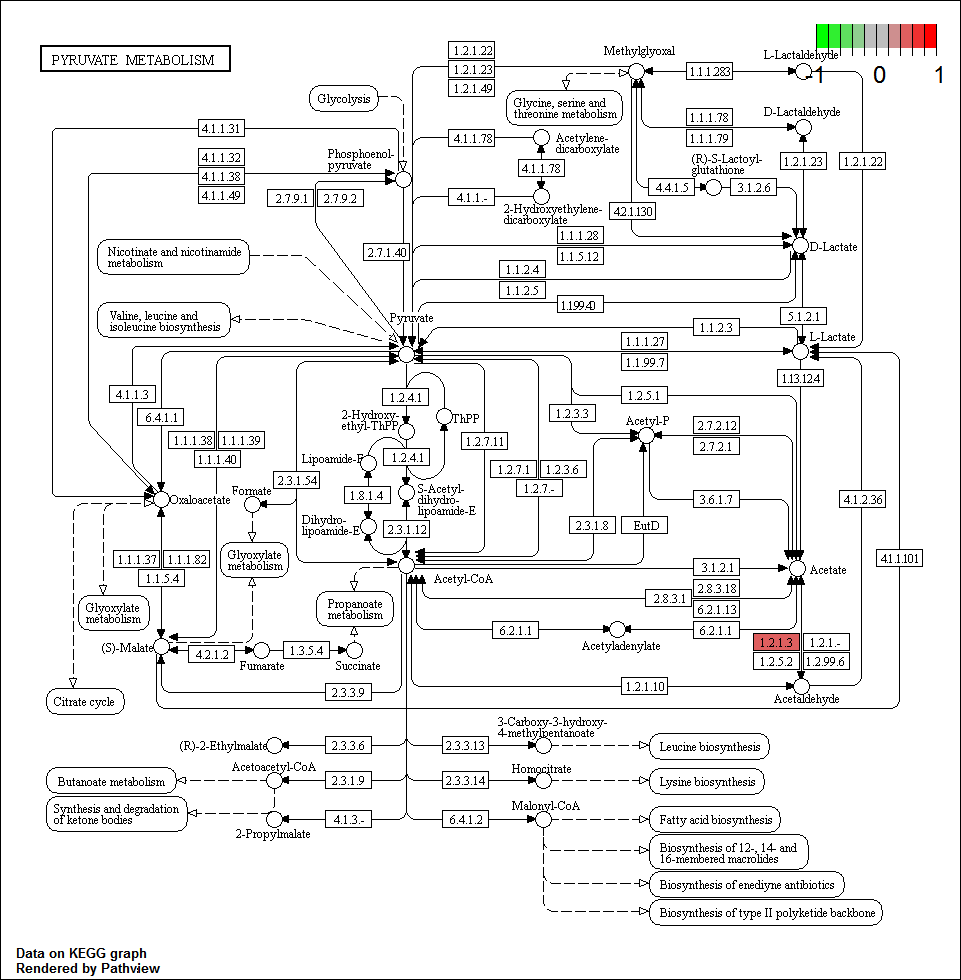 PYRUVATE METABOLISM
-1 0 1
Glycolysis
1.2.1.22
1.2.1.23
1.2.1.49
Methylglyoxal
1.1.1.283
L-Lactaldehyde
Glycine, serine and
threonine metabolism
4.1.1.31
4.1.1.32
4.1.1.38
4.1.1.49
Phosphoenol-
pyruvate
4.1.1.78
Acetylene-
dicarboxylate
4.1.1.78
4.1.1.-
2-Hydroxyethylene-
dicarboxylate
1.1.1.78
1.1.1.79
D-Lactaldehyde
(R)-S-Lactoyl-
glutathione
1.2.1.23
1.2.1.22
4.4.1.5
3.1.2.6
4.2.1.130
2.7.9.1
2.7.9.2
2.7.1.40
1.1.1.28
1.1.5.12
D-Lactate
1.1.2.4
1.1.2.5
1.1.99.40
Nicotinate and nicotinamide
metabolism
Valine, leucine and
isoleucine biosynthesis
Pyruvate
5.1.2.1
1.1.2.3
L-Lactate
1.1.1.27
1.1.99.7
1.13.12.4
4.1.1.3
6.4.1.1
1.1.1.38
1.1.1.39
1.1.1.40
1.2.4.1
2-Hydroxy-
ethyl-ThPP
ThPP
1.2.4.1
Lipoamide-E
1.8.1.4
S-Acetyl-
dihydro-
lipoamide-E
Dihydro-
lipoamide-E
2.3.1.12
1.2.7.11
1.2.7.1
1.2.3.6
1.2.7.-
1.2.3.3
1.2.5.1
Acetyl-P
2.7.2.12
2.7.2.1
3.6.1.7
2.3.1.8
EutD
4.1.2.36
4.1.1.101
Oxaloacetate
Formate
2.3.1.54
Glyoxylate
metabolism
1.1.1.37
1.1.1.82
1.1.5.4
Glyoxylate
metabolism
Acetyl-CoA
Propanoate
metabolism
3.1.2.1
Acetate
2.8.3.18
2.8.3.1
6.2.1.13
6.2.1.1
6.2.1.1
Acetyladenylate
1.2.1.3
1.2.1.-
1.2.5.2
1.2.99.6
(S)-Malate
4.2.1.2
Fumarate
1.3.5.4
Succinate
2.3.3.9
1.2.1.10
Acetaldehyde
Citrate cycle
(R)-2-Ethylmalate
2.3.3.6
2.3.3.13
3-Carboxy-3-hydroxy-
4-methylpentanoate
Leucine biosynthesis
Butanoate metabolism
Acetoacetyl-CoA
2.3.1.9
2.3.3.14
Homocitrate
Lysine biosynthesis
Synthesis and degradation
of ketone bodies
2-Propylmalate
4.1.3.-
6.4.1.2
Malonyl-CoA
Fatty acid biosynthesis
Biosynthesis of 12-, 14- and
16-membered macrolides
Biosynthesis of enediyne antibiotics
Biosynthesis of type II polyketide backbone
Data on KEGG graph
Rendered by Pathview